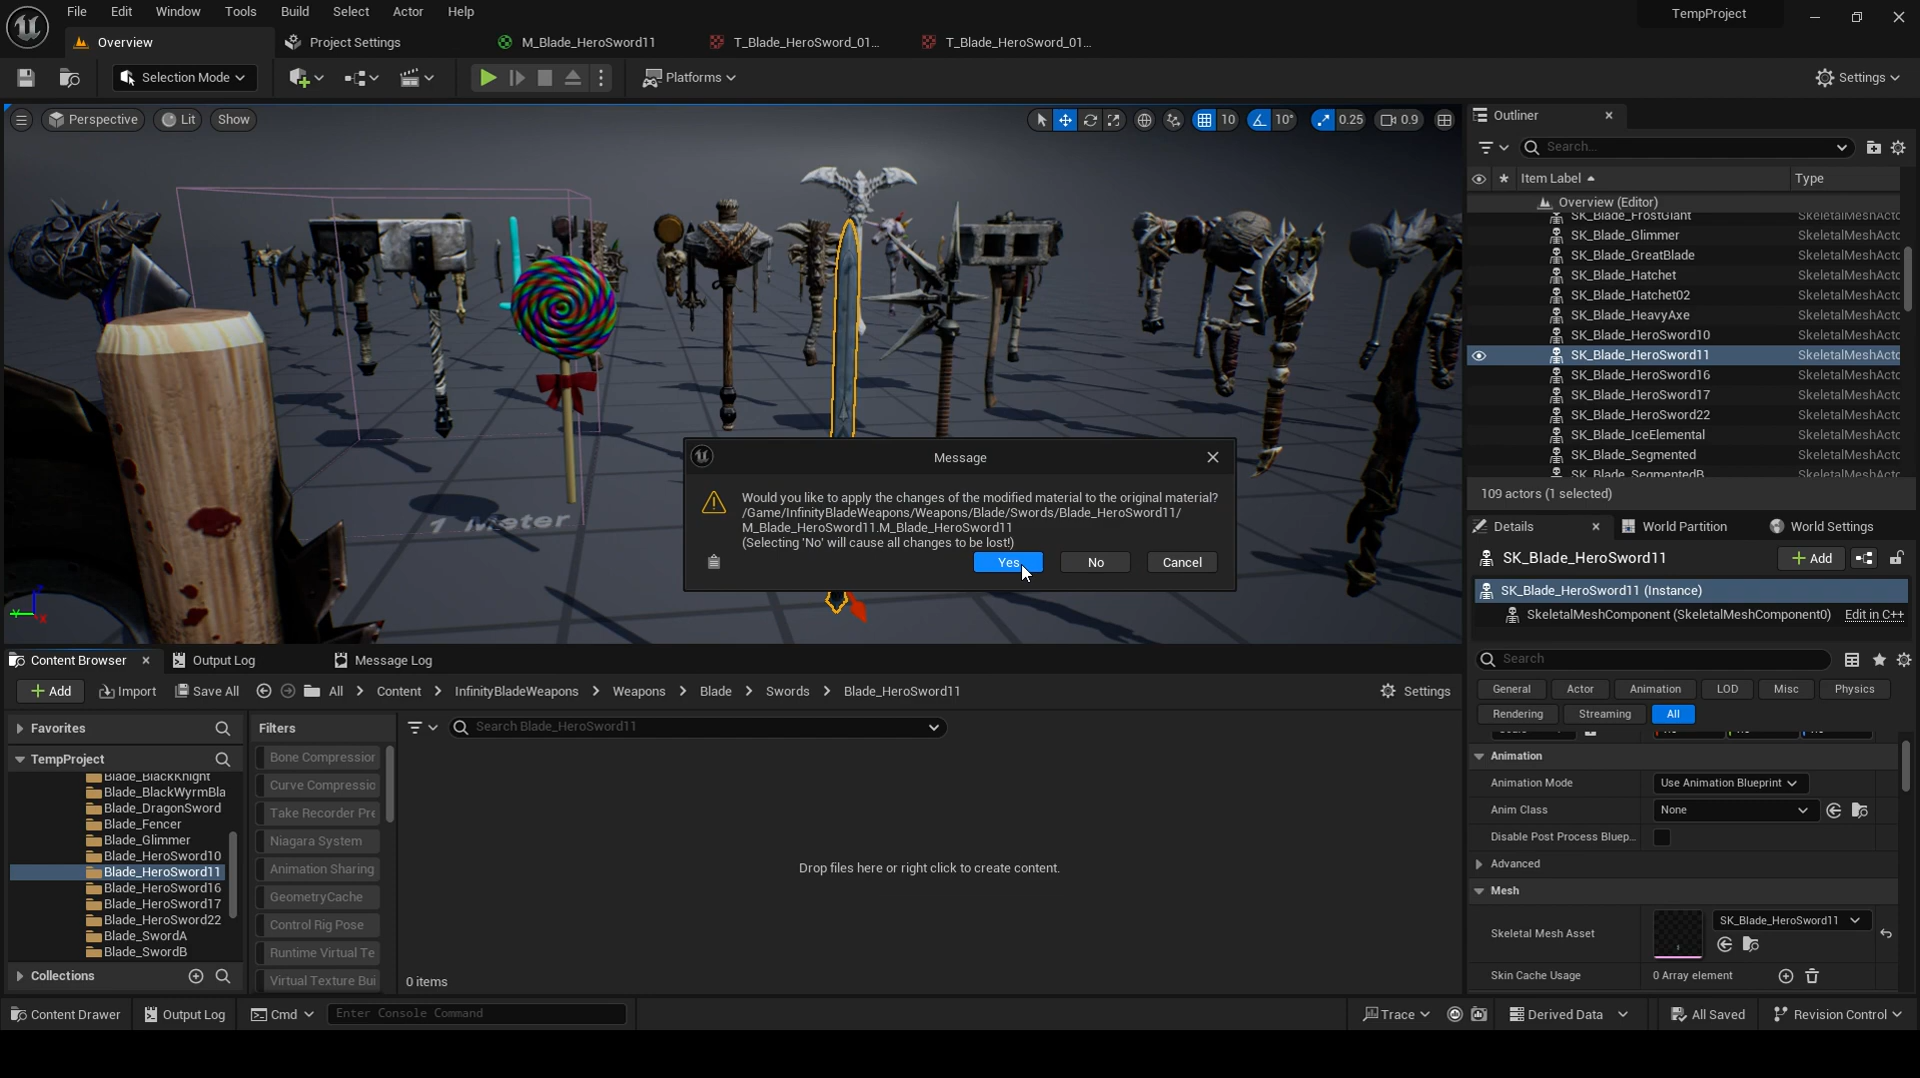 File Edit Window Tools Build Select Actor Help
TempProject
Overview
Project Settings
M_Blade_HeroSword11
T_Blade_HeroSword_01...
T_Blade_HeroSword_01...
Selection Mode
Platforms
Settings
Perspective
Lit
Show
10
10°
0.25
0.9
1 Meter
Outliner
Search...
Item Label
Type
Overview (Editor)
SK_Blade_FrostGiant SkeletalMeshActo
SK_Blade_Glimmer SkeletalMeshActo
SK_Blade_GreatBlade SkeletalMeshActo
SK_Blade_Hatchet SkeletalMeshActo
SK_Blade_Hatchet02 SkeletalMeshActo
SK_Blade_HeavyAxe SkeletalMeshActo
SK_Blade_HeroSword10 SkeletalMeshActo
SK_Blade_HeroSword11 SkeletalMeshActo
SK_Blade_HeroSword16 SkeletalMeshActo
SK_Blade_HeroSword17 SkeletalMeshActo
SK_Blade_HeroSword22 SkeletalMeshActo
SK_Blade_IceElemental SkeletalMeshActo
SK_Blade_Segmented SkeletalMeshActo
SK_Blade_SegmentedB SkeletalMeshActo
109 actors (1 selected)
Message
Would you like to apply the changes of the modified material to the original material?
/Game/InfinityBladeWeapons/Weapons/Blade/Swords/Blade_HeroSword11/
M_Blade_HeroSword11.M_Blade_HeroSword11
(Selecting 'No' will cause all changes to be lost!)
Yes
No
Cancel
Details
World Partition
World Settings
SK_Blade_HeroSword11
Add
SK_Blade_HeroSword11 (Instance)
SkeletalMeshComponent (SkeletalMeshComponent0)
Edit in C++
Search
General
Actor
Animation
LOD
Misc
Physics
Rendering
Streaming
All
Animation
Animation Mode
Use Animation Blueprint
Anim Class
None
Disable Post Process Bluep...
Advanced
Mesh
Skeletal Mesh Asset
SK_Blade_HeroSword11
Skin Cache Usage
0 Array element
Content Browser
Output Log
Message Log
Add
Import
Save All
All
Content
InfinityBladeWeapons
Weapons
Blade
Swords
Blade_HeroSword11
Settings
Favorites
TempProject
Blade_BlackKnight
Blade_BlackWyrmBla
Blade_DragonSword
Blade_Fencer
Blade_Glimmer
Blade_HeroSword10
Blade_HeroSword11
Blade_HeroSword16
Blade_HeroSword17
Blade_HeroSword22
Blade_SwordA
Blade_SwordB
Collections
Filters
Bone Compression
Curve Compressio
Take Recorder Pre
Niagara System
Animation Sharing
GeometryCache
Control Rig Pose
Runtime Virtual Te
Virtual Texture Bui
Search Blade_HeroSword11
Drop files here or right click to create content.
0 items
Content Drawer
Output Log
Cmd
Enter Console Command
Trace
Derived Data
All Saved
Revision Control